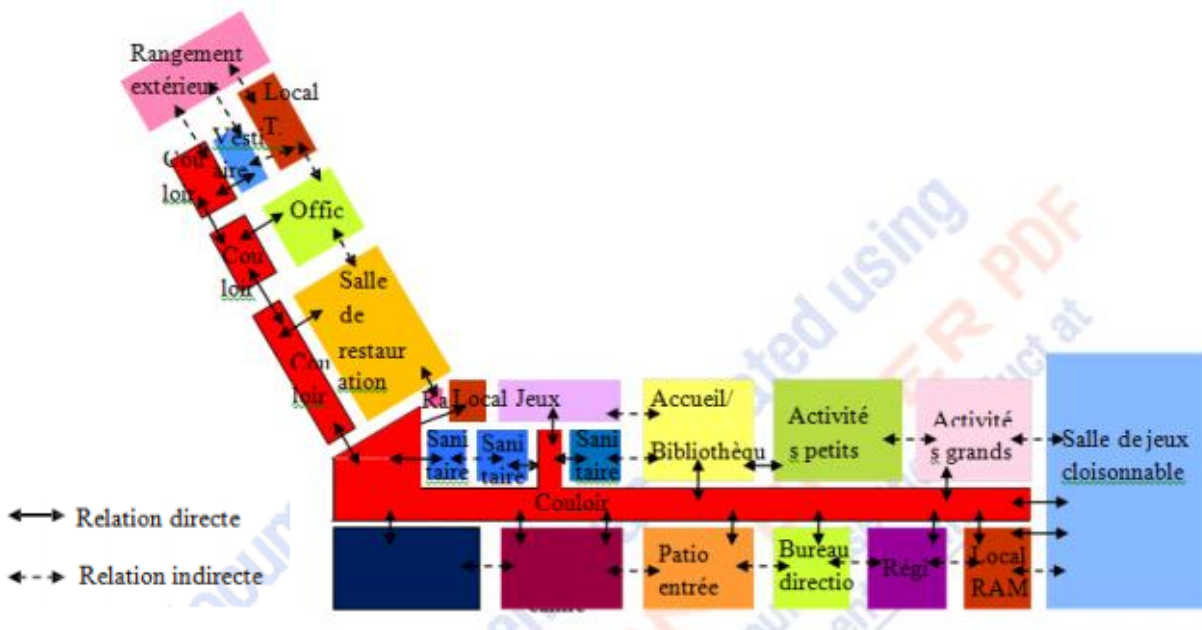 Rangement
extérieur
Local
T.
Vesti
aire
Cou
loir
Offic
Cou
loir
Salle
de
restaur
ation
Cou
loir
Ra
Local Jeux
Accueil/
Bibliothèqu
Activité
s petits
Activité
s grands
Salle de jeux
cloisonnable
Sani
taire
Sani
taire
Sani
taire
Couloir
Relation directe
Relation indirecte
Patio
entrée
Bureau
directio
Régi
Local
RAM